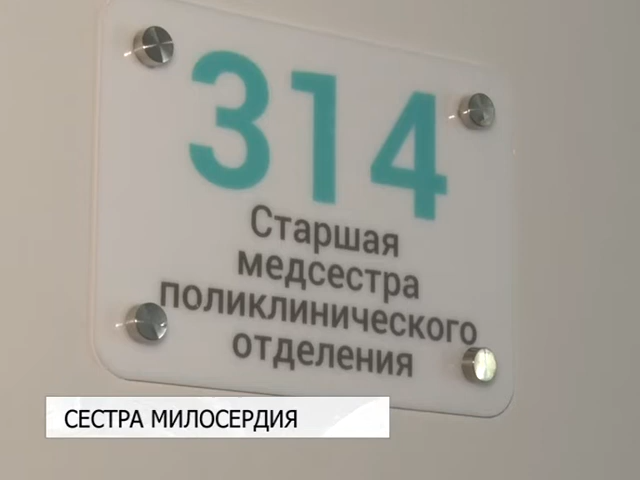 314
Старшая
медсестра
поликлинического
отделения
СЕСТРА МИЛОСЕРДИЯ